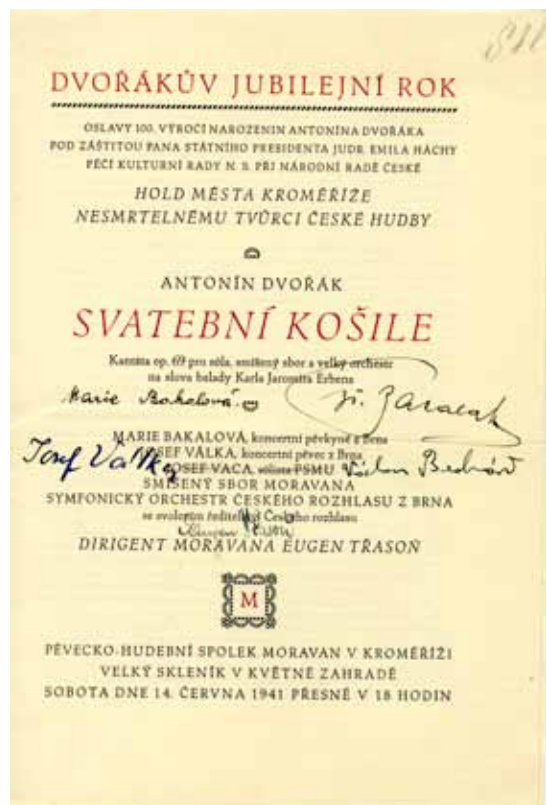 DVOŘÁKŮV JUBILEJNÍ ROK
OSLAVY 100. VÝROČÍ NAROZENIN ANTONÍNA DVOŘÁKA
POD ZÁŠTITOU PANA STÁTNÍHO PRESIDENTA JUDR. EMILA HÁCHY
PÉČÍ KULTURNÍ RADY N. S. PŘI NÁRODNÍ RADĚ ČESKÉ
HOLD MĚSTA KROMĚŘÍŽE
NESMRTELNÉMU TVŮRCI ČESKÉ HUDBY
ANTONÍN DVOŘÁK
SVATEBNÍ KOŠILE
Kantáta op. 69 pro sóla, smíšený sbor a velký orchestr
na slova balady Karla Jaromíra Erbena
Marie Bakalová
MARIE BAKALOVÁ, koncertní pěvkyně z Brna
JOSEF VÁLKA, koncertní pěvec z Brna
Josef Válka
JOSEF VACA, sólista PSMU
Václav Bednář
SMÍŠENÝ SBOR MORAVANA
SYMFONICKÝ ORCHESTR ČESKÉHO ROZHLASU Z BRNA
se svolením ředitelství Českého rozhlasu
DIRIGENT MORAVANA EUGEN TŘASOŇ
M
PĚVECKO-HUDEBNÍ SPOLEK MORAVAN V KROMĚŘÍŽI
VELKÝ SKLENÍK V KVĚTNÉ ZAHRADĚ
SOBOTA DNE 14. ČERVNA 1941 PŘESNĚ V 18 HODIN